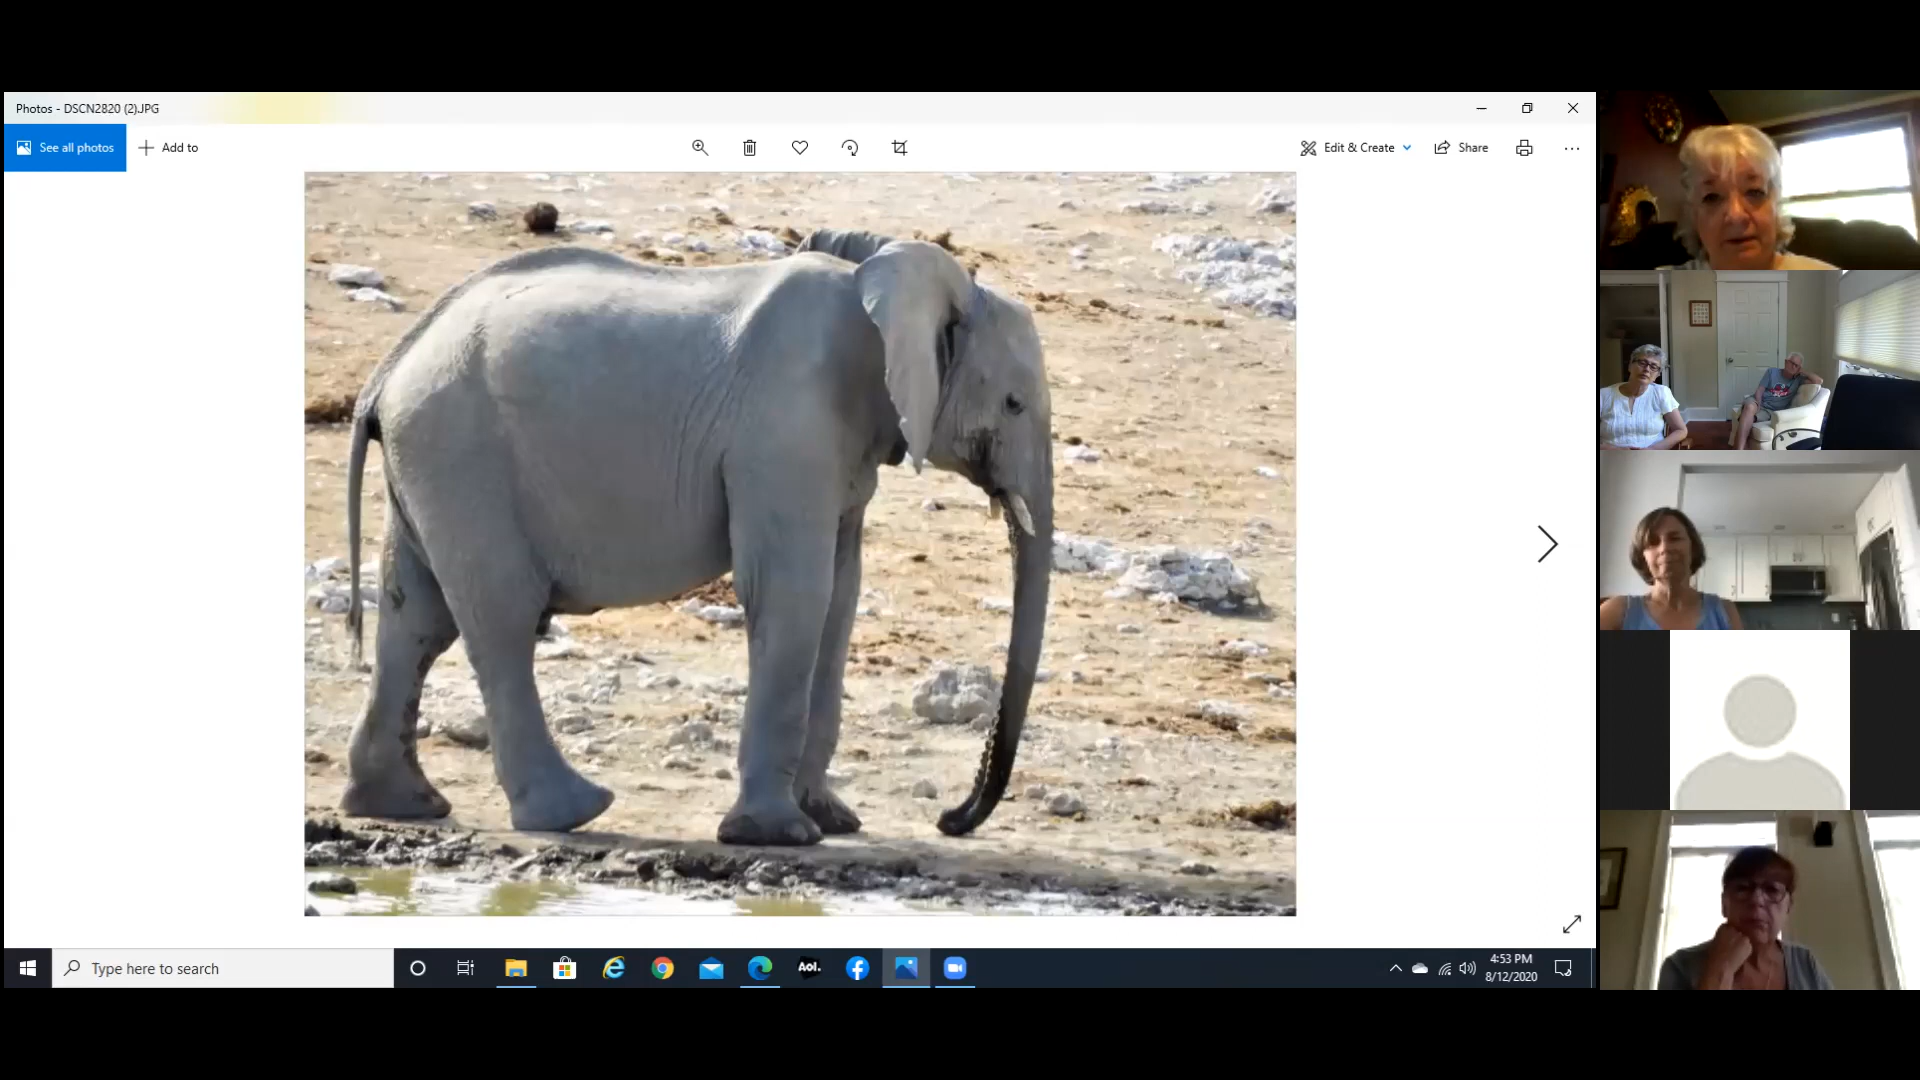 Photos - DSCN2820 (2).JPG
See all photos
Add to
Edit & Create
Share
Type here to search
Aol.
4:53 PM
8/12/2020